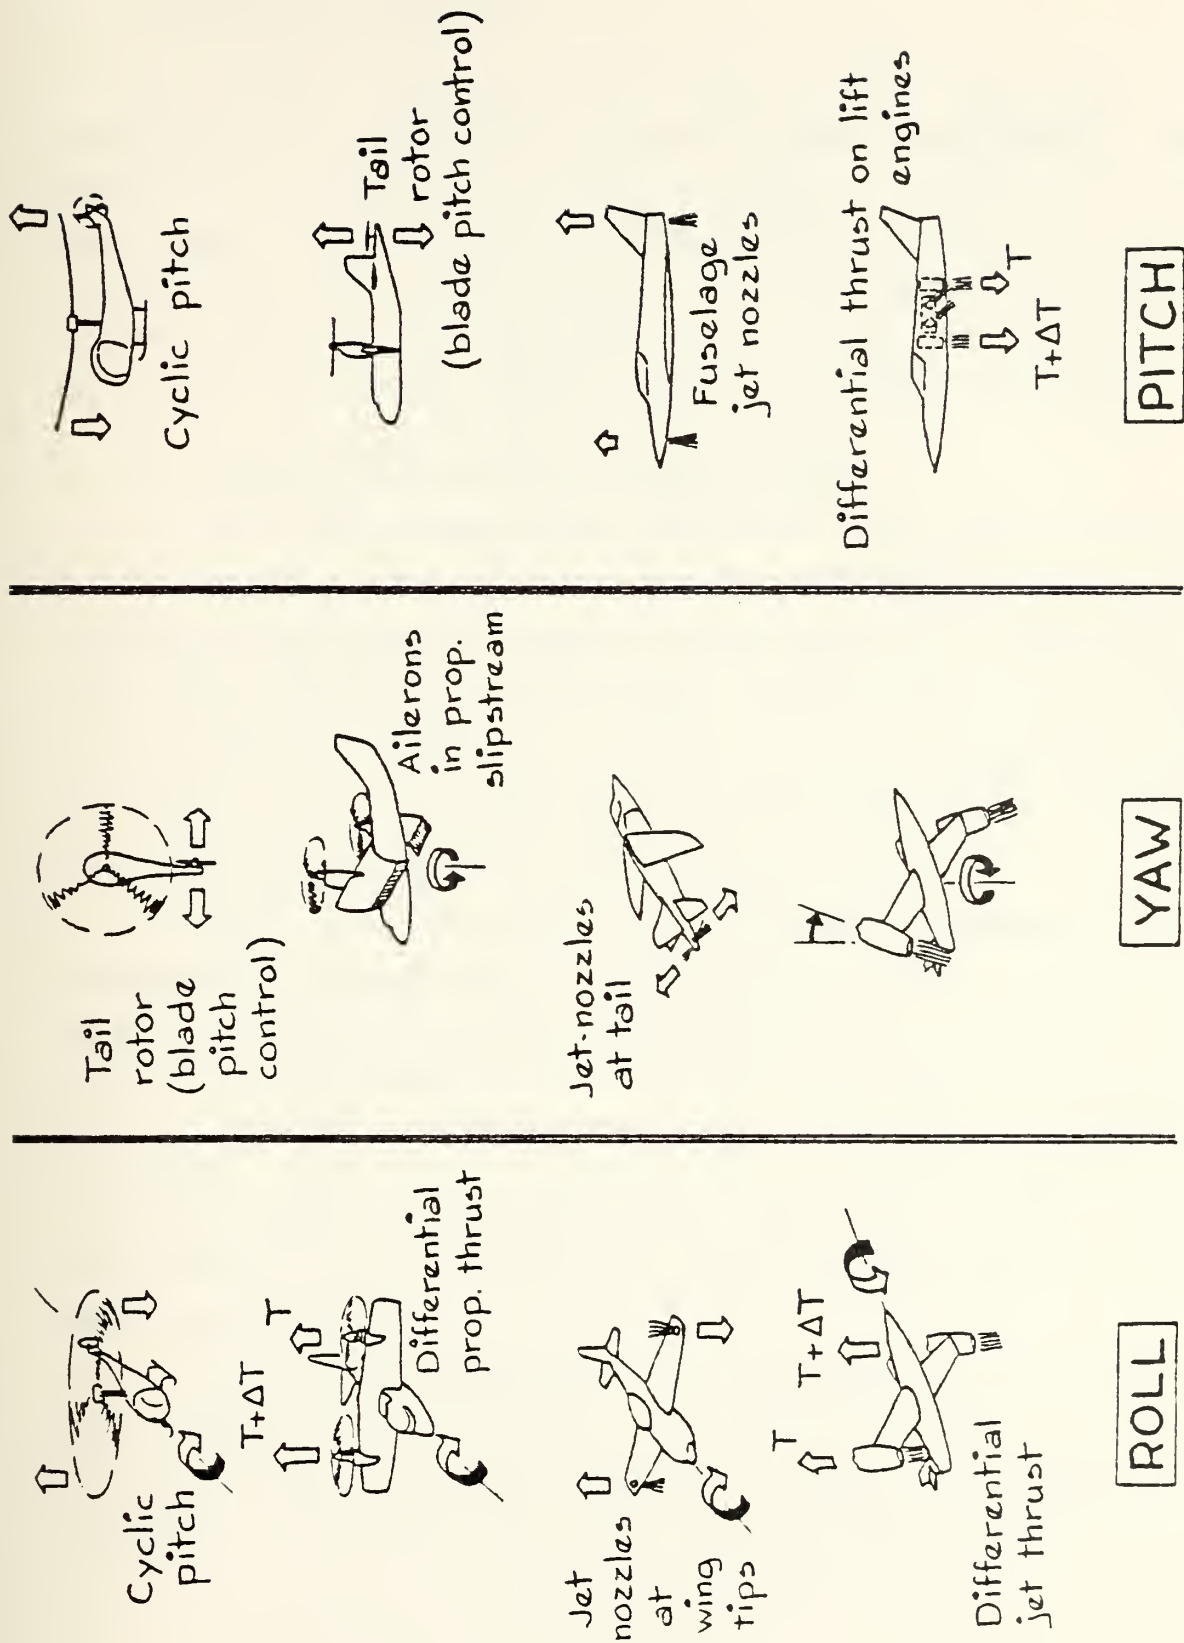 Cyclic
pitch
T+ΔT
T
Differential
prop. thrust
Jet
nozzles
at
wing
tips
T
T+ΔT
Differential
jet thrust
ROLL
Tail
rotor
(blade
pitch
control)
Ailerons
in prop.
slipstream
Jet-nozzles
at tail
YAW
Cyclic pitch
Tail
rotor
(blade pitch control)
Fuselage
jet nozzles
Differential thrust on lift
engines
T+ΔT
T
PITCH